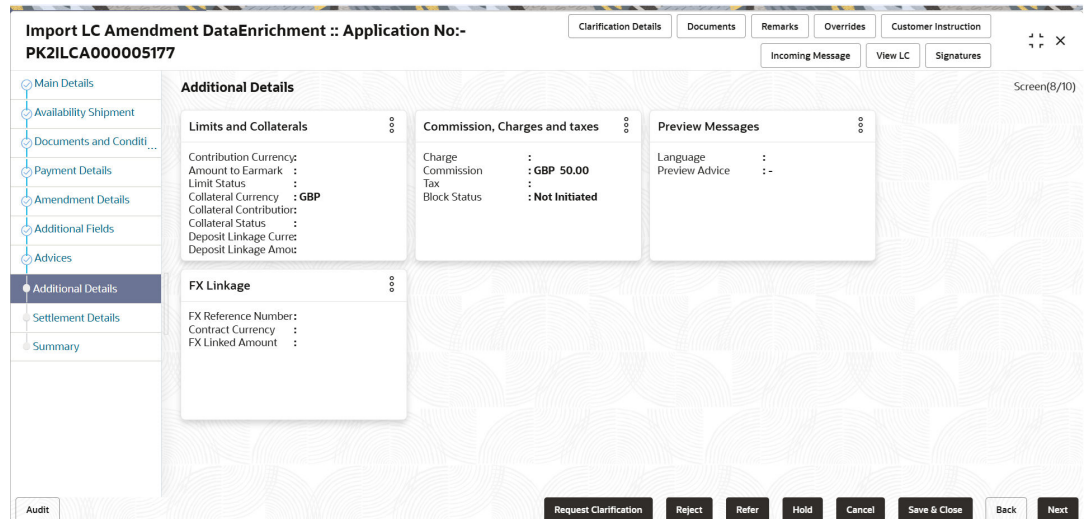 Import LC Amendment DataEnrichment :: Application No:-
PK2ILCA000005177
Clarification Details
Documents
Remarks
Overrides
Customer Instruction
Incoming Message
View LC
Signatures
Main Details
Availability Shipment
Documents and Conditi...
Payment Details
Amendment Details
Additional Fields
Advices
Additional Details
Settlement Details
Summary
Additional Details
Screen(8/10)
Limits and Collaterals
Contribution Currency:
Amount to Earmark :
Limit Status :
Collateral Currency : GBP
Collateral Contribution:
Collateral Status :
Deposit Linkage Curre:
Deposit Linkage Amou:
Commission, Charges and taxes
Charge :
Commission : GBP 50.00
Tax :
Block Status : Not Initiated
Preview Messages
Language :
Preview Advice : -
FX Linkage
FX Reference Number:
Contract Currency :
FX Linked Amount :
Audit
Request Clarification
Reject
Refer
Hold
Cancel
Save & Close
Back
Next